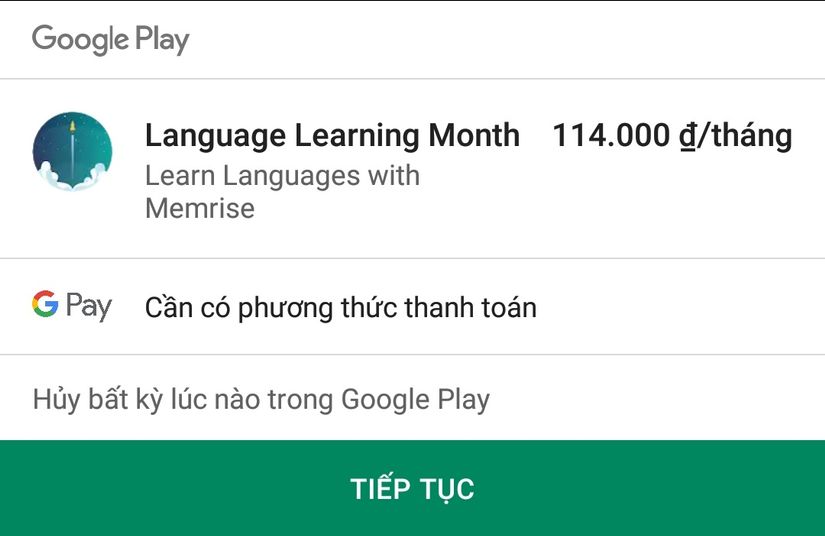 Google Play
Language Learning Month 114.000 ₫/tháng
Learn Languages with
Memrise
G Pay Cần có phương thức thanh toán
Hủy bất kỳ lúc nào trong Google Play
TIẾP TỤC